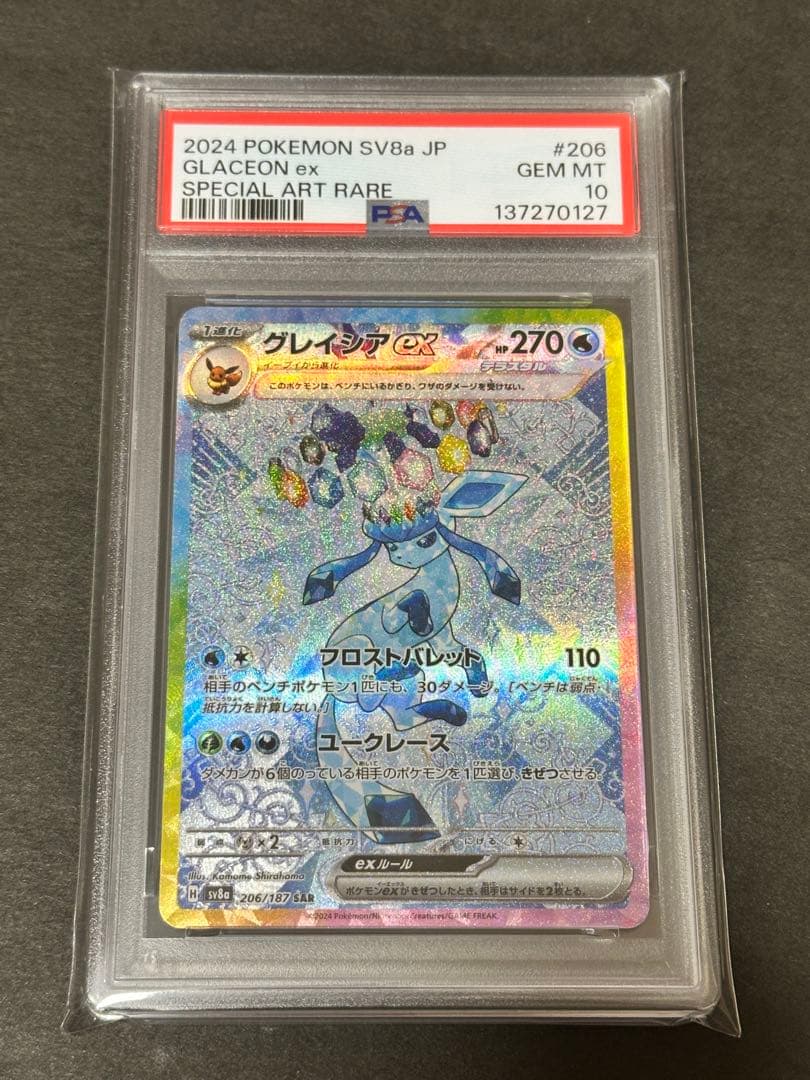 2024 POKEMON SV8a JP #206
GLACEON ex GEM MT
SPECIAL ART RARE 10
PSA 137270127
1進化 グレイシアex HP270
イーブイから進化 テラスタル
このポケモンは、ベンチにいるかぎり、ワザのダメージを受けない。
フロストバレット 110
相手のベンチポケモン1匹にも、30ダメージ。[ベンチは弱点・
抵抗力を計算しない。]
ユークレース
ダメカンが6個のっている相手のポケモンを1匹選び、きぜつさせる。
弱点 ×2 抵抗力 にげる
exルール
ポケモンexがきぜつしたとき、相手はサイドを2枚とる。
Illus. Kamome Shirahama
H sv8a 206/187 SAR
©2024 Pokémon/Nintendo/Creatures/GAME FREAK.